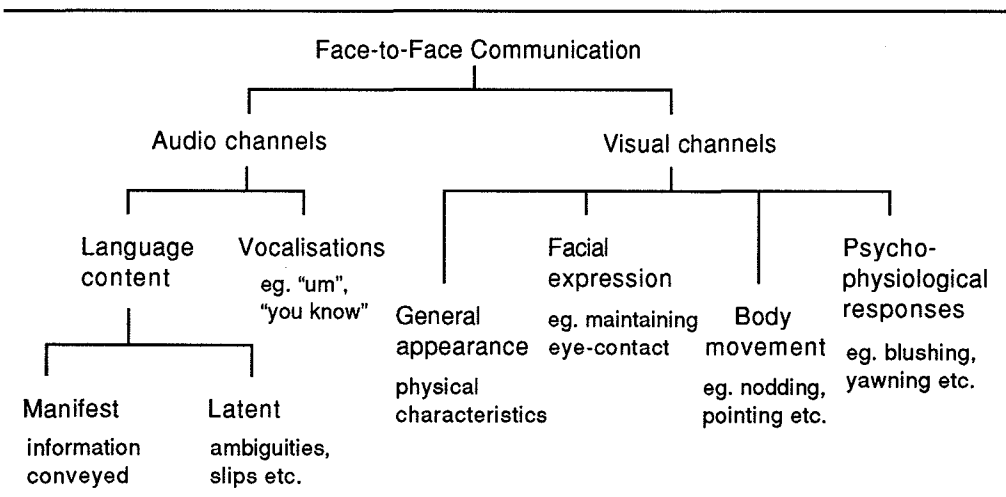 Face-to-Face Communication
Audio channels
Visual channels
Language
content
Vocalisations
eg. “um”,
“you know”
General
appearance
physical
characteristics
Facial
expression
eg. maintaining
eye-contact
Body
movement
eg. nodding,
pointing etc.
Psycho-
physiological
responses
eg. blushing,
yawning etc.
Manifest
information
conveyed
Latent
ambiguities,
slips etc.